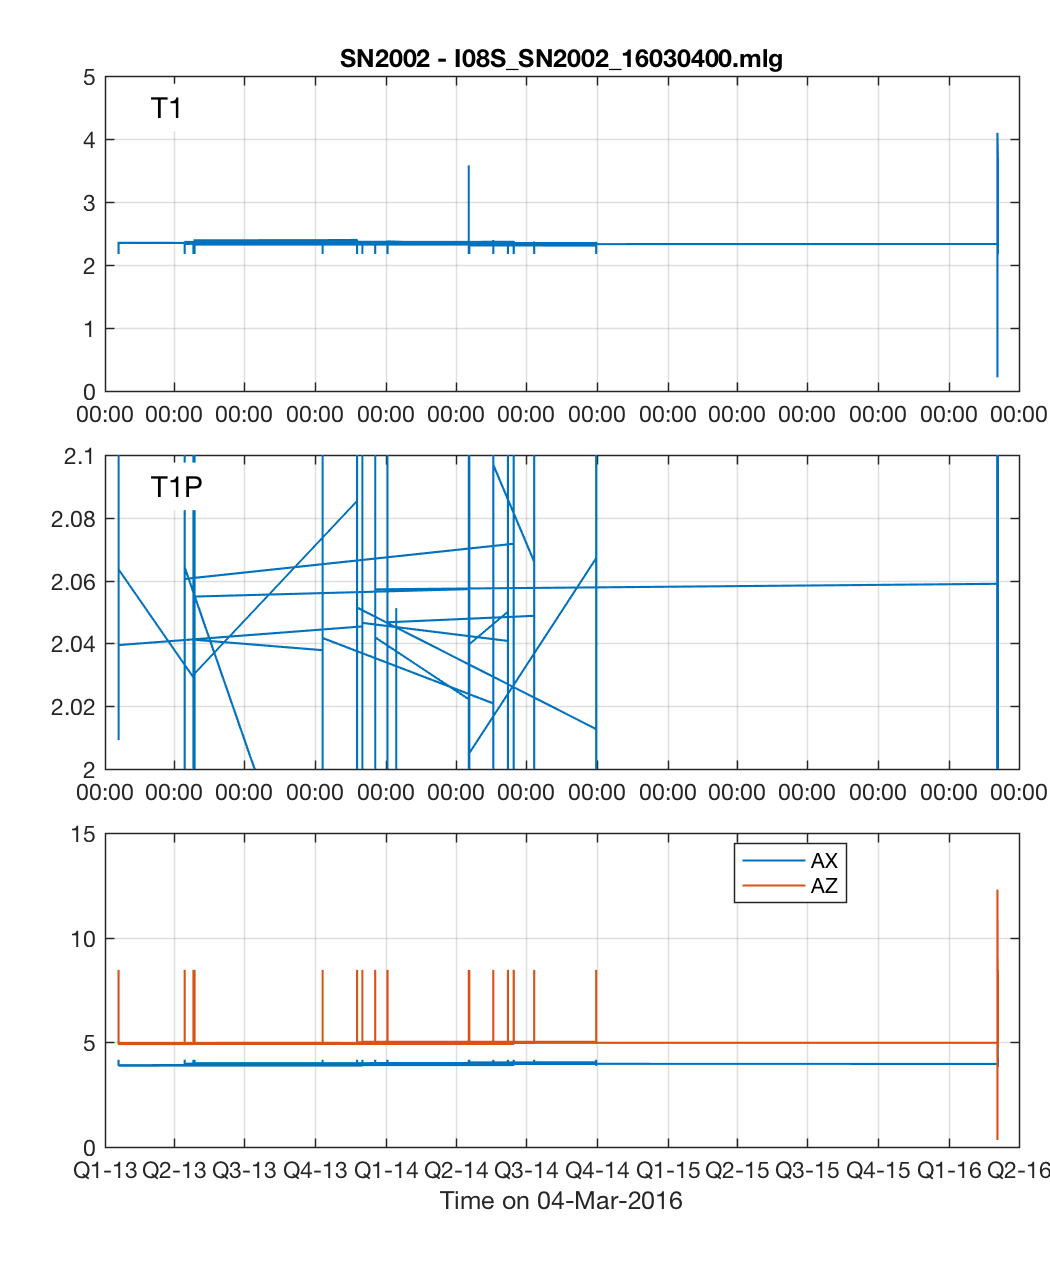 SN2002 - I08S_SN2002_16030400.mlg
5
T1
4
3
2
1
0
00:00 00:00 00:00 00:00 00:00 00:00 00:00 00:00 00:00 00:00 00:00 00:00 00:00 00:00
2.1
T1P
2.08
2.06
2.04
2.02
2
00:00 00:00 00:00 00:00 00:00 00:00 00:00 00:00 00:00 00:00 00:00 00:00 00:00 00:00
15
AX
AZ
10
5
0
Q1-13 Q2-13 Q3-13 Q4-13 Q1-14 Q2-14 Q3-14 Q4-14 Q1-15 Q2-15 Q3-15 Q4-15 Q1-16 Q2-16
Time on 04-Mar-2016